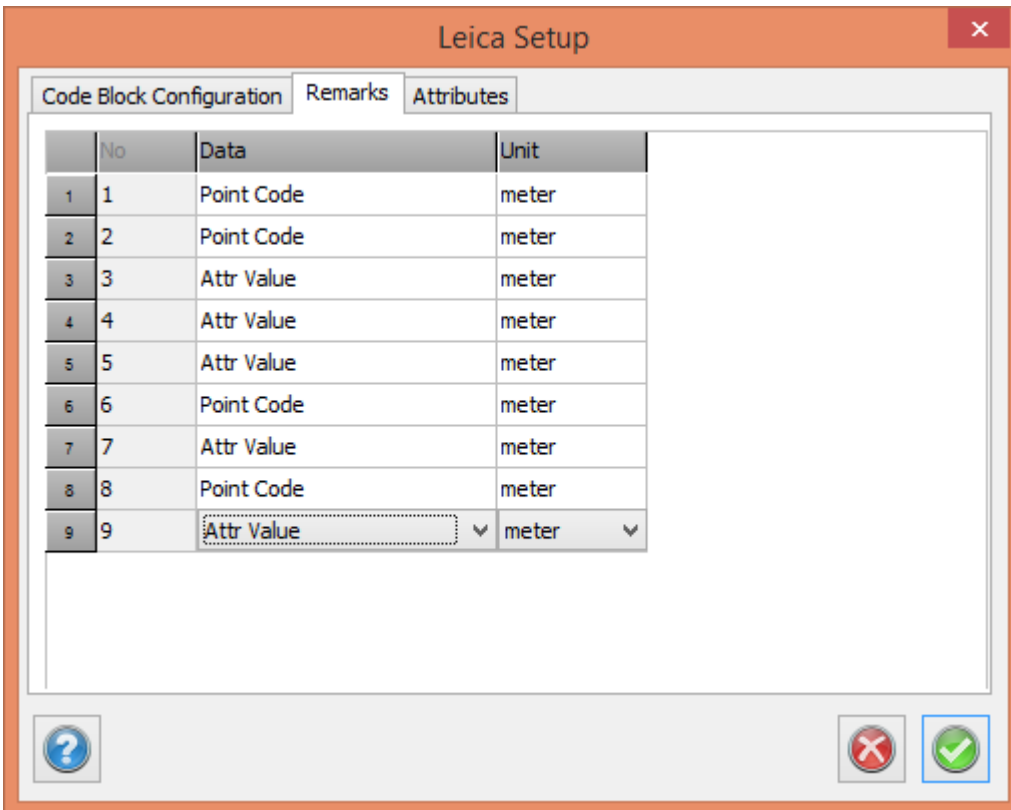 Leica Setup
Code Block Configuration Remarks Attributes
No Data Unit
1 1 Point Code meter
2 2 Point Code meter
3 3 Attr Value meter
4 4 Attr Value meter
5 5 Attr Value meter
6 6 Point Code meter
7 7 Attr Value meter
8 8 Point Code meter
9 9 Attr Value meter